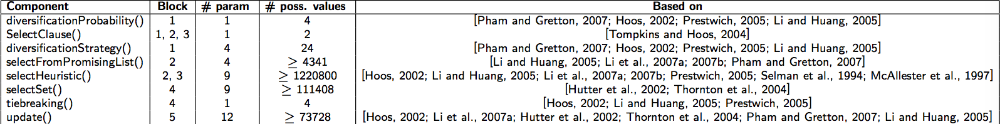 Component Block # param # poss. values Based on
diversificationProbability() 1 1 4 [Pham and Gretton, 2007; Hoos, 2002; Prestwich, 2005; Li and Huang, 2005]
SelectClause() 1, 2, 3 1 2 [Tompkins and Hoos, 2004]
diversificationStrategy() 1 4 24 [Pham and Gretton, 2007; Hoos, 2002; Prestwich, 2005; Li and Huang, 2005]
selectFromPromisingList() 2 4 ≥ 4341 [Li and Huang, 2005; Li et al., 2007a; 2007b; Pham and Gretton, 2007]
selectHeuristic() 2, 3 9 ≥ 1220800 [Hoos, 2002; Li and Huang, 2005; Li et al., 2007a; 2007b; Prestwich, 2005; Selman et al., 1994; McAllester et al., 1997]
selectSet() 4 9 ≥ 111408 [Hutter et al., 2002; Thornton et al., 2004]
tiebreaking() 4 1 4 [Hoos, 2002; Li and Huang, 2005; Prestwich, 2005]
update() 5 12 ≥ 73728 [Hoos, 2002; Li et al., 2007a; Hutter et al., 2002; Thornton et al., 2004; Pham and Gretton, 2007; Li and Huang, 2005]